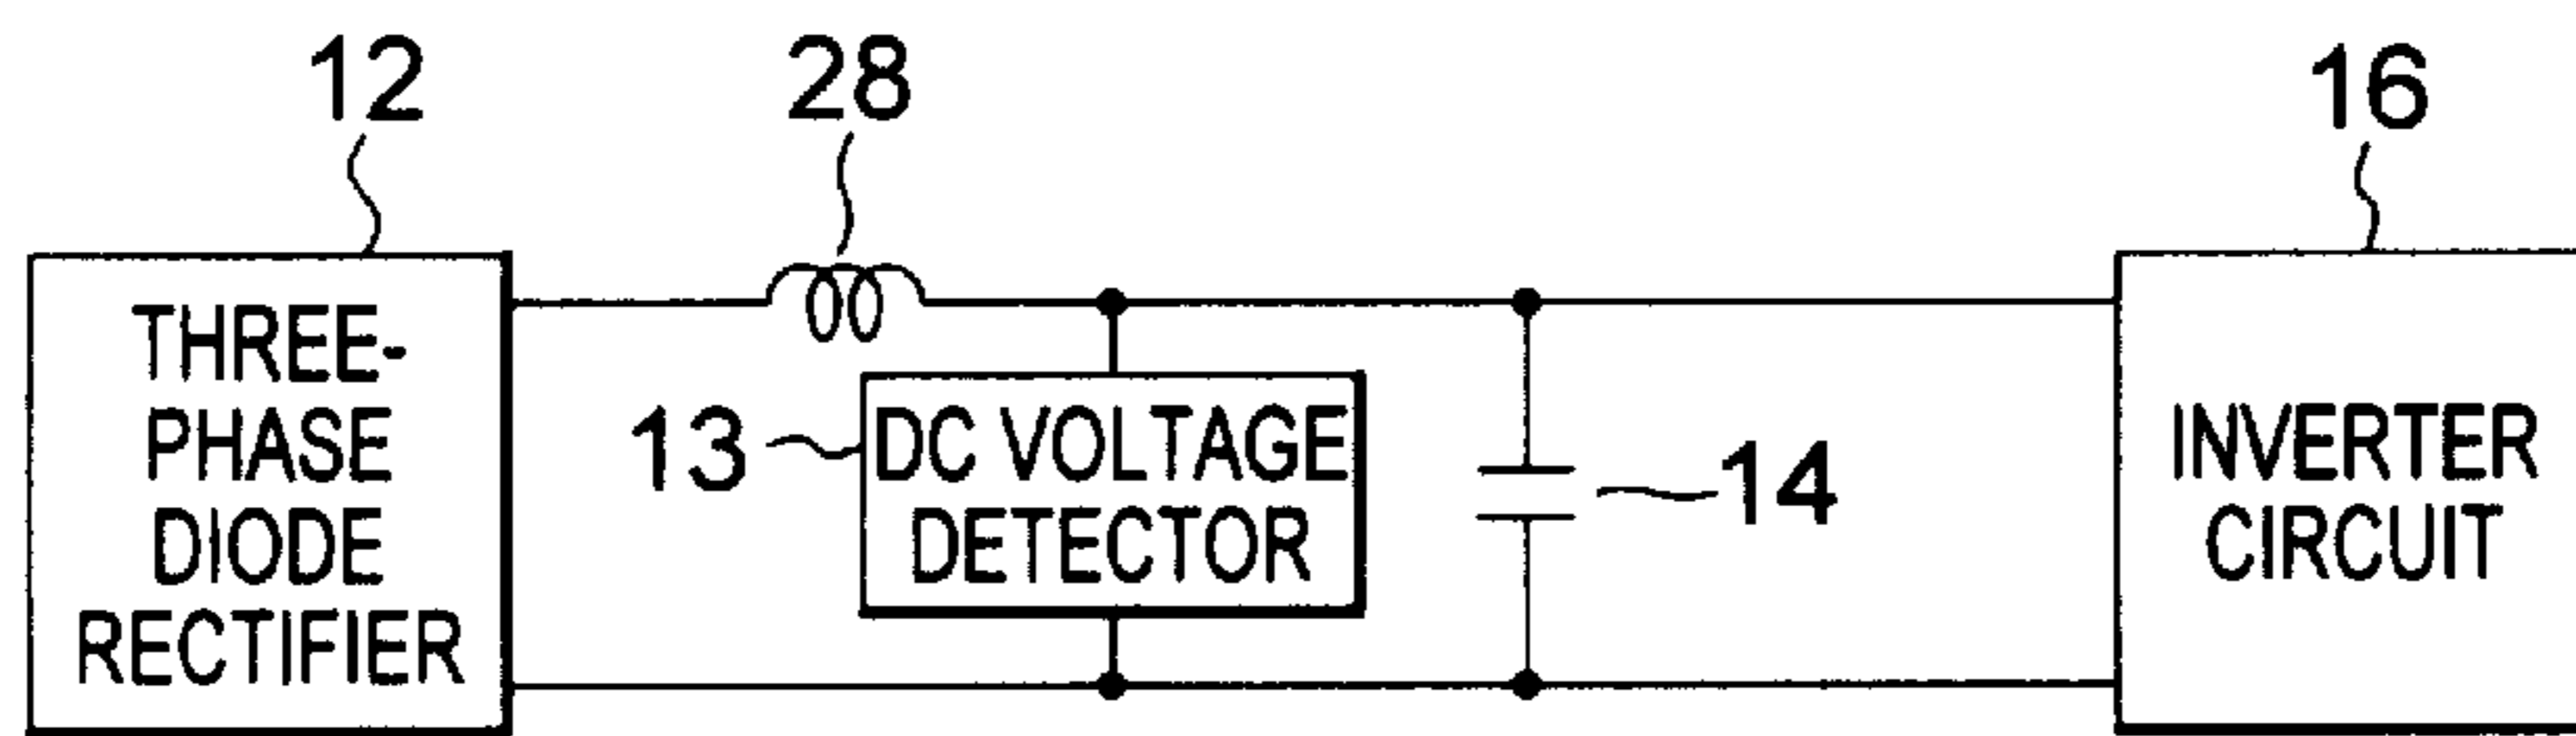 12
28
16
THREE-
PHASE
DIODE
RECTIFIER
13
DC VOLTAGE
DETECTOR
14
INVERTER
CIRCUIT